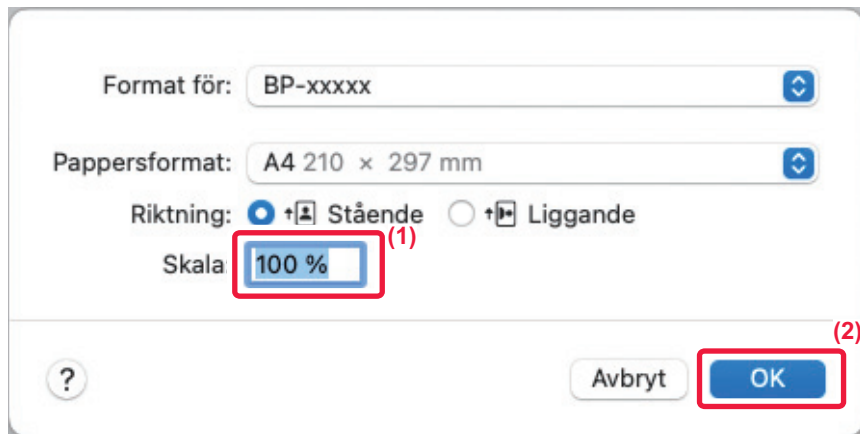 Format för: BP-xxxxx
Pappersformat: A4 210 × 297 mm
Riktning: Stående Liggande
(1)
Skala: 100 %
(2)
? Avbryt OK